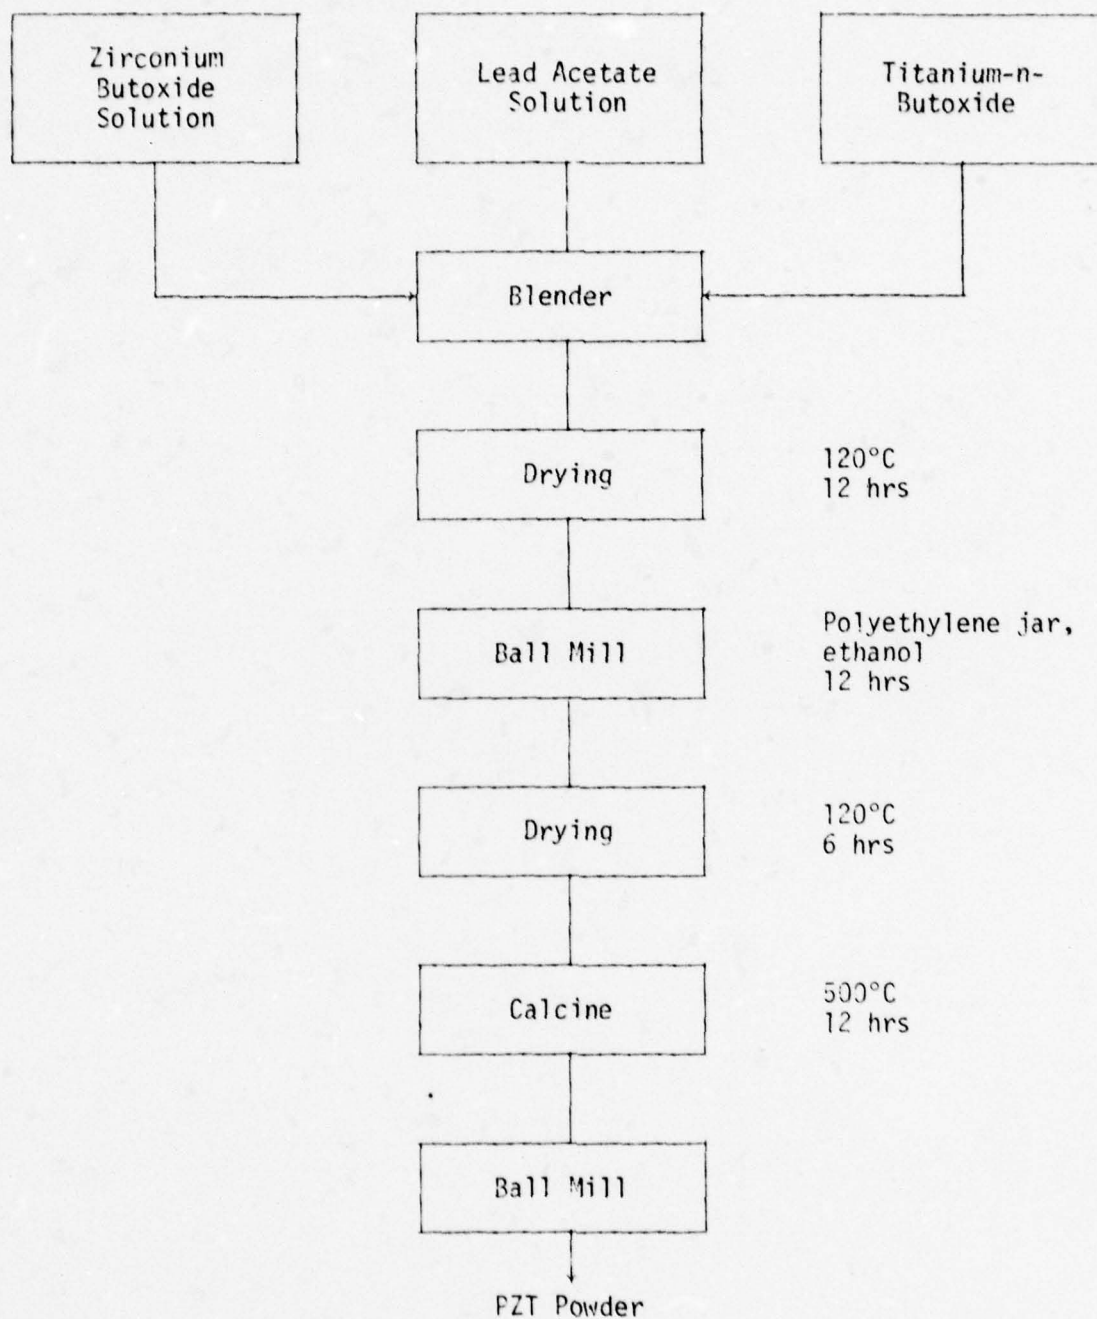 Zirconium
Butoxide
Solution
Lead Acetate
Solution
Titanium-n-
Butoxide
Blender
Drying
120°C
12 hrs
Ball Mill
Polyethylene jar,
ethanol
12 hrs
Drying
120°C
6 hrs
Calcine
500°C
12 hrs
Ball Mill
PZT Powder